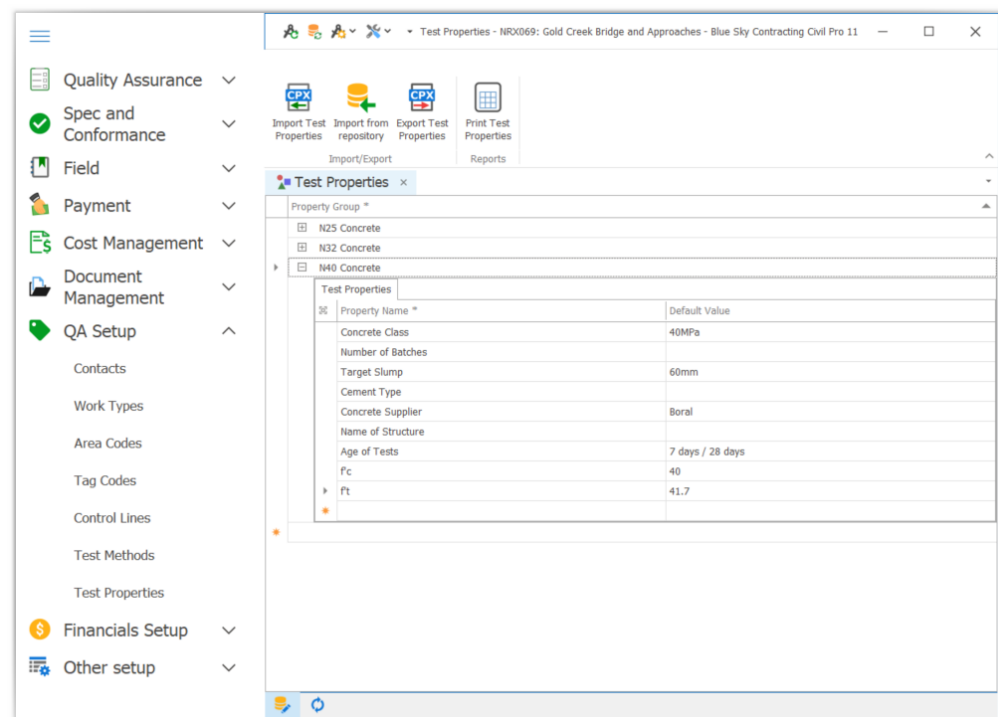 Test Properties - NRX069: Gold Creek Bridge and Approaches - Blue Sky Contracting Civil Pro 11
Quality Assurance
Spec and
Conformance
Field
Payment
Cost Management
Document
Management
QA Setup
Contacts
Work Types
Area Codes
Tag Codes
Control Lines
Test Methods
Test Properties
Financials Setup
Other setup
CPX
Import Test
Properties
Import from
repository
CPX
Export Test
Properties
Print Test
Properties
Import/Export
Reports
Test Properties ×
Property Group *
N25 Concrete
N32 Concrete
N40 Concrete
Test Properties
Property Name * Default Value
Concrete Class 40MPa
Number of Batches
Target Slump 60mm
Cement Type
Concrete Supplier Boral
Name of Structure
Age of Tests 7 days / 28 days
f'c 40
f't 41.7